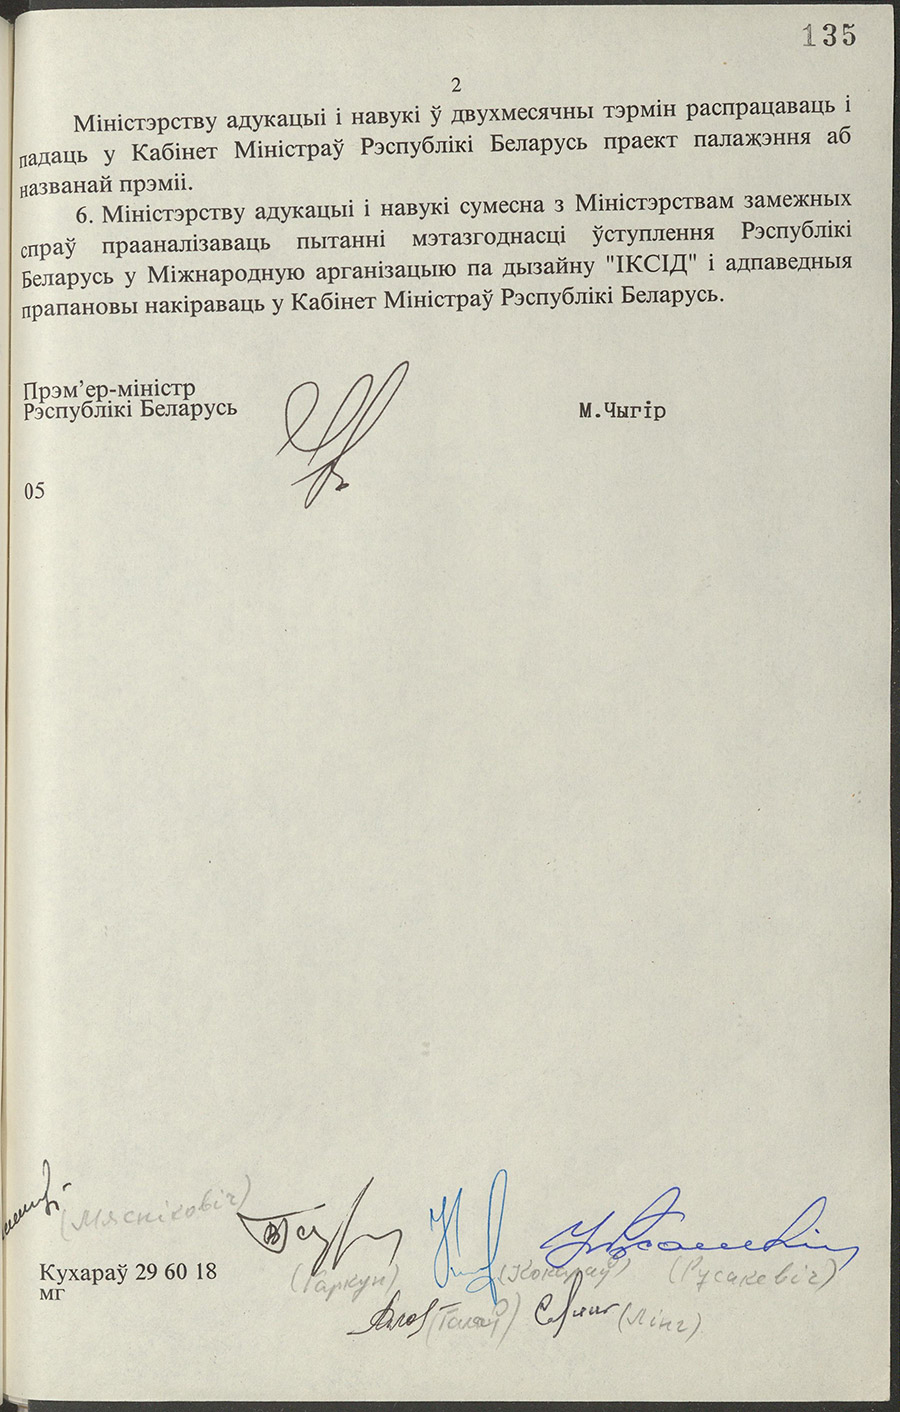 135
2
Міністэрству адукацыі і навукі ў двухмесячны тэрмін распрацаваць і
падаць у Кабінет Міністраў Рэспублікі Беларусь праект палажэння аб
названай прэміі.
6. Міністэрству адукацыі і навукі сумесна з Міністэрствам замежных
спраў прааналізаваць пытанні мэтазгоднасці ўступлення Рэспублікі
Беларусь у Міжнародную арганізацыю па дызайну "ІКСІД" і адпаведныя
прапановы накіраваць у Кабінет Міністраў Рэспублікі Беларусь.
Прэм’ер-міністр
Рэспублікі Беларусь
М.Чыгір
05
(Мясніковіч)
Кухараў 29 60 18
(Гаркун)
(Русакевіч)
мг
(Лінг)